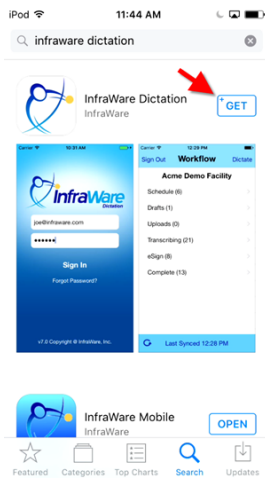 iPod 11:44 AM
infraware dictation
InfraWare Dictation
InfraWare
+ GET
Carrier 10:31 AM
InfraWare
Dictation
joe@infraware.com
••••••
Sign In
Forgot Password?
v7.0 Copyright © InfraWare, Inc.
Carrier 12:29 PM
Sign Out Workflow Dictate
Acme Demo Facility
Schedule (6)
Drafts (1)
Uploads (0)
Transcribing (21)
eSign (8)
Complete (13)
Last Synced 12:28 PM
InfraWare Mobile
InfraWare
OPEN
Featured Categories Top Charts Search Updates